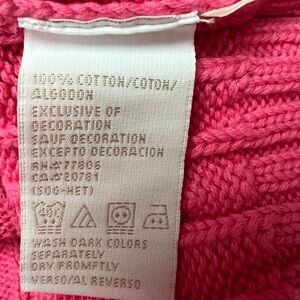 100% COTTON/COTON/
ALGODON
EXCLUSIVE OF
DECORATION
SAUF DECORATION
EXCEPTO DECORACION
RN#77806
CA#20781
(SOG-HET)
40C
WASH DARK COLORS
SEPARATELY
DRY PROMPTLY
VERSO/AL REVERSO